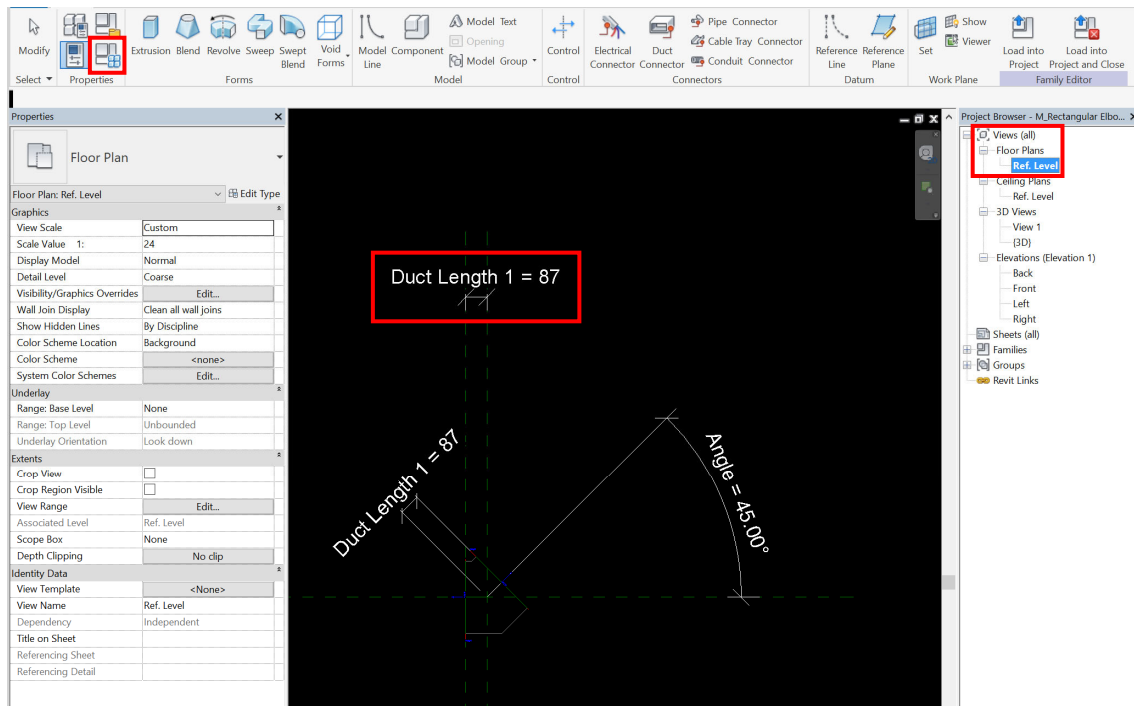 Modify
Extrusion Blend Revolve Sweep Swept Blend
Void Forms
Model Line
Component
Model Text
Opening
Model Group
Control
Electrical Connector
Duct Connector
Pipe Connector
Cable Tray Connector
Conduit Connector
Reference Line
Reference Plane
Set
Show
Viewer
Load into Project
Load into Project and Close
Select
Properties
Forms
Model
Control
Connectors
Datum
Work Plane
Family Editor
Properties
Floor Plan
Floor Plan: Ref. Level
Edit Type
Graphics
View Scale Custom
Scale Value 1: 24
Display Model Normal
Detail Level Coarse
Visibility/Graphics Overrides Edit...
Wall Join Display Clean all wall joins
Show Hidden Lines By Discipline
Color Scheme Location Background
Color Scheme <none>
System Color Schemes Edit...
Underlay
Range: Base Level None
Range: Top Level Unbounded
Underlay Orientation Look down
Extents
Crop View
Crop Region Visible
View Range Edit...
Associated Level Ref. Level
Scope Box None
Depth Clipping No clip
Identity Data
View Template <None>
View Name Ref. Level
Dependency Independent
Title on Sheet
Referencing Sheet
Referencing Detail
Duct Length 1 = 87
Duct Length 1 = 87
Angle = 45.00°
Project Browser - M_Rectangular Elbo...
Views (all)
Floor Plans
Ref. Level
Ceiling Plans
Ref. Level
3D Views
View 1
{3D}
Elevations (Elevation 1)
Back
Front
Left
Right
Sheets (all)
Families
Groups
Revit Links